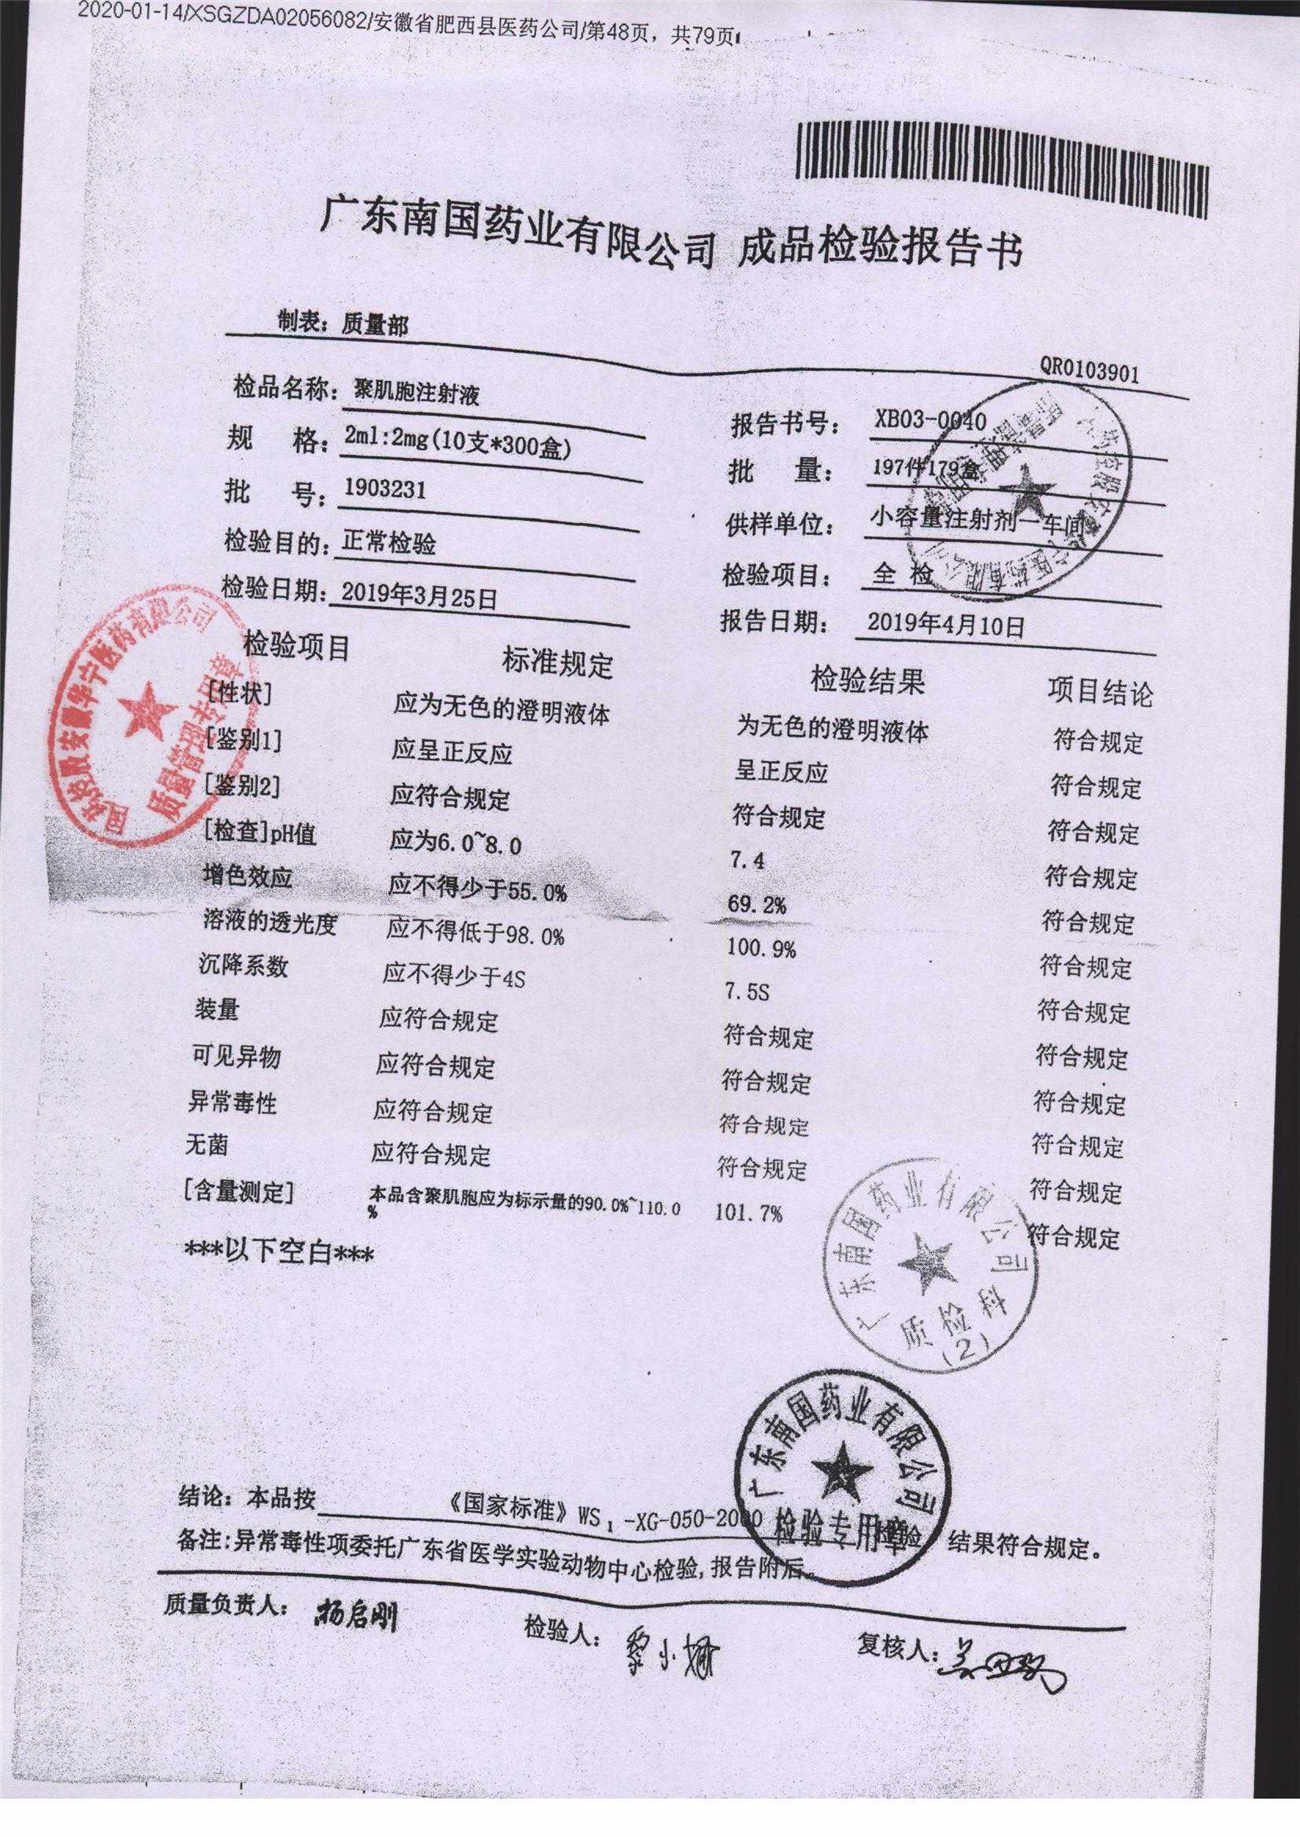 2020-01-14/XSGZDA02056082/安徽省肥西县医药公司/第48页，共79页
广东南国药业有限公司 成品检验报告书
制表：质量部
QR0103901
检品名称：聚肌胞注射液 报告书号：XB03-0040
规 格：2ml:2mg(10支*300盒) 批 量：197件179盒
批 号：1903231 供样单位：小容量注射剂一车间
检验目的：正常检验 检验项目：全 检
检验日期：2019年3月25日 报告日期：2019年4月10日
检验项目 标准规定 检验结果 项目结论
[性状] 应为无色的澄明液体 为无色的澄明液体 符合规定
[鉴别1] 应呈正反应 呈正反应 符合规定
[鉴别2] 应符合规定 符合规定 符合规定
[检查]pH值 应为6.0~8.0 7.4 符合规定
增色效应 应不得少于55.0% 69.2% 符合规定
溶液的透光度 应不得低于98.0% 100.9% 符合规定
沉降系数 应不得少于4S 7.5S 符合规定
装量 应符合规定 符合规定 符合规定
可见异物 应符合规定 符合规定 符合规定
异常毒性 应符合规定 符合规定 符合规定
无菌 应符合规定 符合规定 符合规定
[含量测定] 本品含聚肌胞应为标示量的90.0%~110.0% 101.7% 符合规定
***以下空白***
国药控股安徽华宁医药有限公司
质量管理专用章
广东南国药业有限公司
质检科
(2)
广东南国药业有限公司
检验专用章
结论：本品按 《国家标准》WS₁-XG-050-2000 检验 结果符合规定。
备注：异常毒性项委托广东省医学实验动物中心检验，报告附后。
质量负责人：杨启刚 检验人：黎小 复核人：